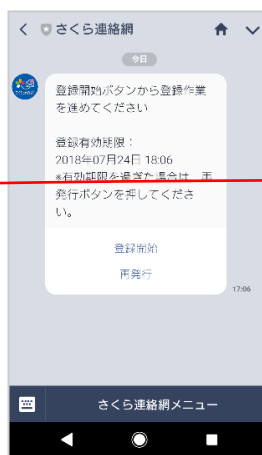 さくら連絡網
今日
登録開始ボタンから登録作業
を進めてください
登録有効期限：
2018年07月24日 18:06
※有効期限を過ぎた場合は、再
発行ボタンを押してくださ
い。
登録開始
再発行
17:06
さくら連絡網メニュー